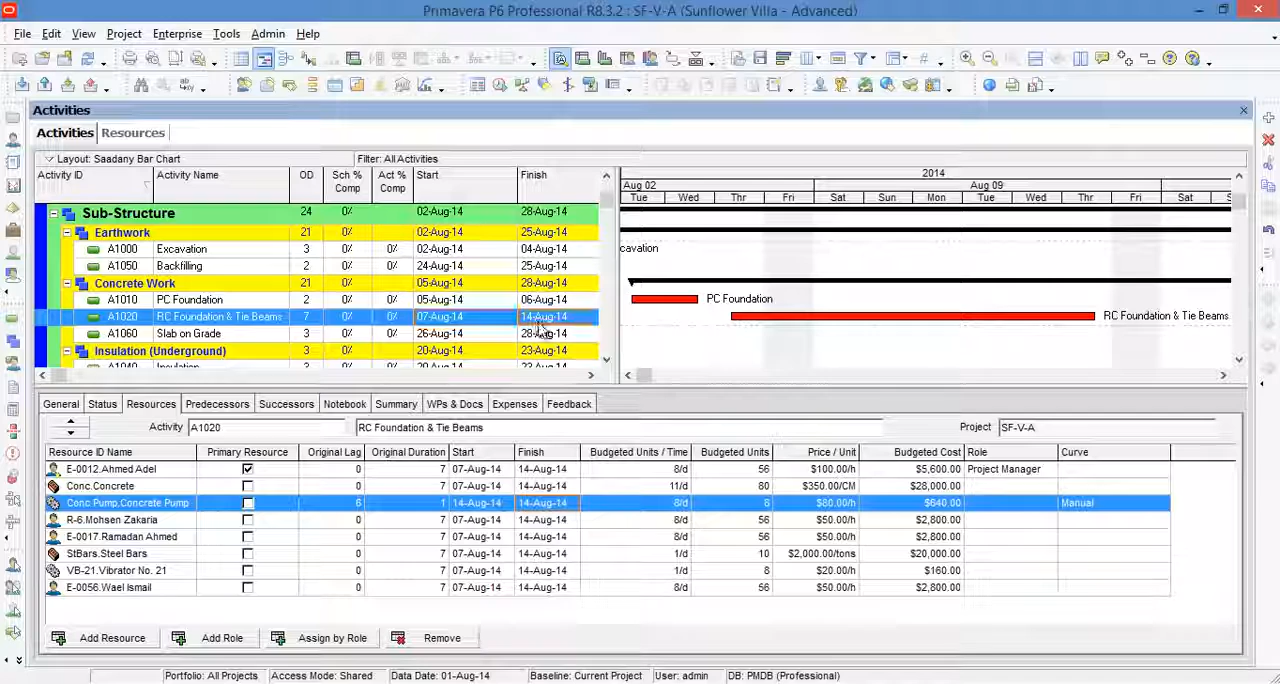 Primavera P6 Professional R8.3.2 : SF-V-A (Sunflower Villa - Advanced)
File Edit View Project Enterprise Tools Admin Help
Activities
Activities Resources
Layout: Saadany Bar Chart Filter: All Activities
Activity ID Activity Name OD Sch % Comp Act % Comp Start Finish
2014
Aug 02 Aug 09
Tue Wed Thr Fri Sat Sun Mon Tue Wed Thr Fri Sat S
Sub-Structure 24 0% 02-Aug-14 28-Aug-14
Earthwork 21 0% 02-Aug-14 25-Aug-14
A1000 Excavation 3 0% 0% 02-Aug-14 04-Aug-14 cavation
A1050 Backfilling 2 0% 0% 24-Aug-14 25-Aug-14
Concrete Work 21 0% 05-Aug-14 28-Aug-14
A1010 PC Foundation 2 0% 0% 05-Aug-14 06-Aug-14 PC Foundation
A1020 RC Foundation & Tie Beams 7 0% 0% 07-Aug-14 14-Aug-14 RC Foundation & Tie Beams
A1060 Slab on Grade 3 0% 0% 26-Aug-14 28-Aug-14
Insulation (Underground) 3 0% 20-Aug-14 23-Aug-14
General Status Resources Predecessors Successors Notebook Summary WPs & Docs Expenses Feedback
Activity A1020 RC Foundation & Tie Beams Project SF-V-A
Resource ID Name Primary Resource Original Lag Original Duration Start Finish Budgeted Units / Time Budgeted Units Price / Unit Budgeted Cost Role Curve
E-0012.Ahmed Adel 0 7 07-Aug-14 14-Aug-14 8/d 56 $100.00/h $5,600.00 Project Manager
Conc.Concrete 0 7 07-Aug-14 14-Aug-14 11/d 80 $350.00/CM $28,000.00
Conc Pump.Concrete Pump 6 1 14-Aug-14 14-Aug-14 8/d 8 $80.00/h $640.00 Manual
R-6.Mohsen Zakaria 0 7 07-Aug-14 14-Aug-14 8/d 56 $50.00/h $2,800.00
E-0017.Ramadan Ahmed 0 7 07-Aug-14 14-Aug-14 8/d 56 $50.00/h $2,800.00
StBars.Steel Bars 0 7 07-Aug-14 14-Aug-14 1/d 10 $2,000.00/tons $20,000.00
VB-21.Vibrator No. 21 0 7 07-Aug-14 14-Aug-14 1/d 8 $20.00/h $160.00
E-0056.Wael Ismail 0 7 07-Aug-14 14-Aug-14 8/d 56 $50.00/h $2,800.00
Add Resource Add Role Assign by Role Remove
Portfolio: All Projects Access Mode: Shared Data Date: 01-Aug-14 Baseline: Current Project User: admin DB: PMDB (Professional)